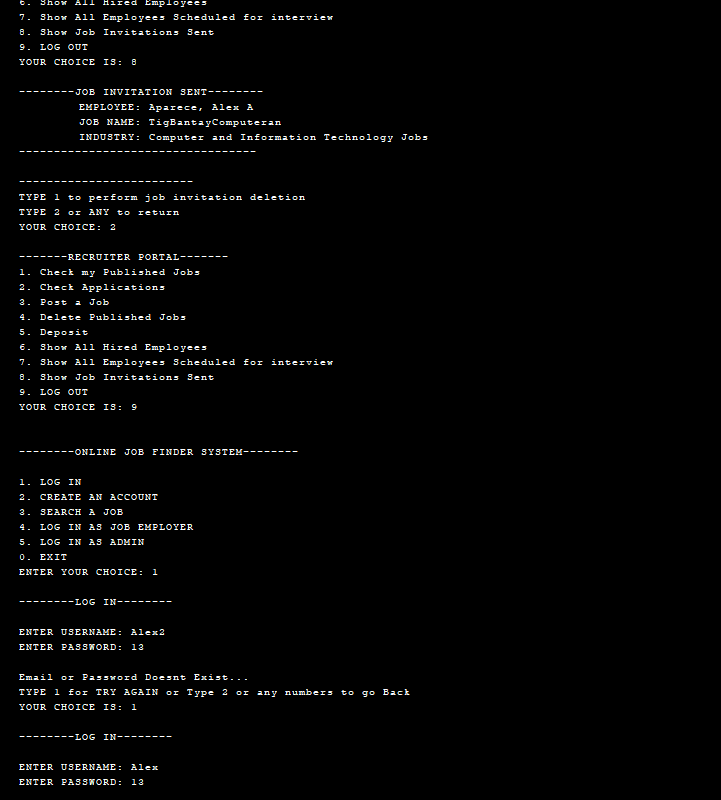 6. Show All Hired Employees
7. Show All Employees Scheduled for interview
8. Show Job Invitations Sent
9. LOG OUT
YOUR CHOICE IS: 8
--------JOB INVITATION SENT--------
EMPLOYEE: Aparece, Alex A
JOB NAME: TigBantayComputeran
INDUSTRY: Computer and Information Technology Jobs
----------------------------------
-------------------------
TYPE 1 to perform job invitation deletion
TYPE 2 or ANY to return
YOUR CHOICE: 2
-------RECRUITER PORTAL-------
1. Check my Published Jobs
2. Check Applications
3. Post a Job
4. Delete Published Jobs
5. Deposit
6. Show All Hired Employees
7. Show All Employees Scheduled for interview
8. Show Job Invitations Sent
9. LOG OUT
YOUR CHOICE IS: 9
--------ONLINE JOB FINDER SYSTEM--------
1. LOG IN
2. CREATE AN ACCOUNT
3. SEARCH A JOB
4. LOG IN AS JOB EMPLOYER
5. LOG IN AS ADMIN
0. EXIT
ENTER YOUR CHOICE: 1
--------LOG IN--------
ENTER USERNAME: Alex2
ENTER PASSWORD: 13
Email or Password Doesnt Exist...
TYPE 1 for TRY AGAIN or Type 2 or any numbers to go Back
YOUR CHOICE IS: 1
--------LOG IN--------
ENTER USERNAME: Alex
ENTER PASSWORD: 13